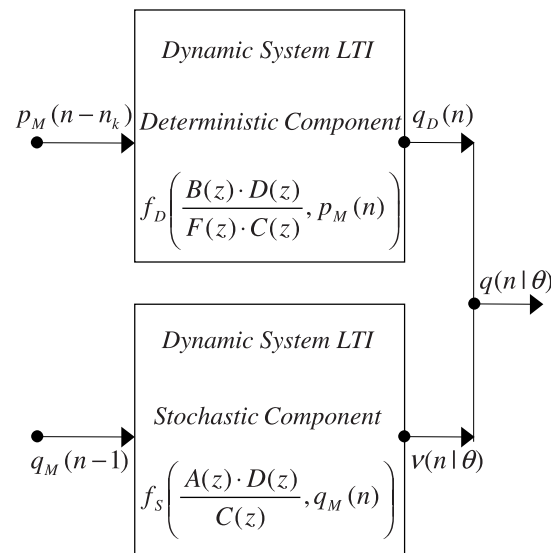 Dynamic System LTI
p_M(n − n_k)
Deterministic Component
q_D(n)
f_D( B(z)·D(z) / F(z)·C(z) , p_M(n) )
q(n|θ)
Dynamic System LTI
Stochastic Component
q_M(n−1)
ν(n|θ)
f_S( A(z)·D(z) / C(z) , q_M(n) )